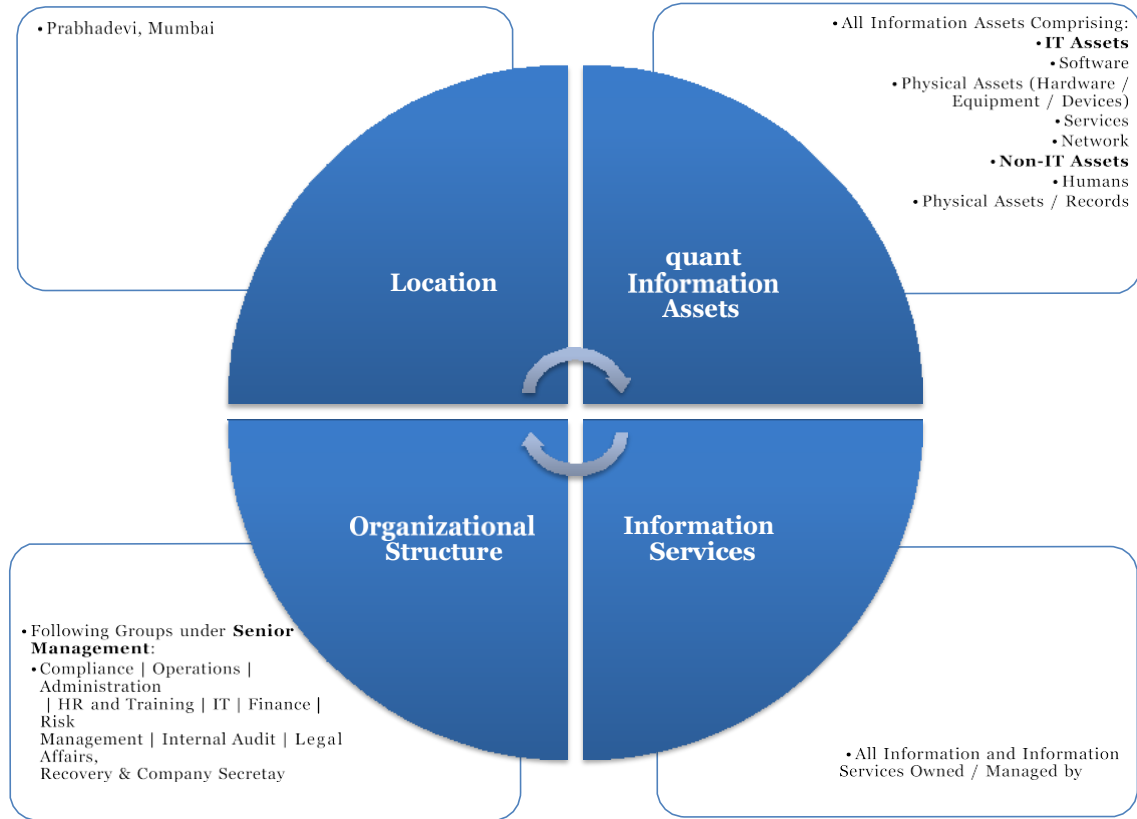 • Prabhadevi, Mumbai
• All Information Assets Comprising:
• IT Assets
• Software
• Physical Assets (Hardware /
Equipment / Devices)
• Services
• Network
• Non-IT Assets
• Humans
• Physical Assets / Records
Location
quant
Information
Assets
Organizational
Structure
Information
Services
• Following Groups under Senior
Management:
• Compliance | Operations |
Administration
| HR and Training | IT | Finance |
Risk
Management | Internal Audit | Legal
Affairs,
Recovery & Company Secretay
• All Information and Information
Services Owned / Managed by